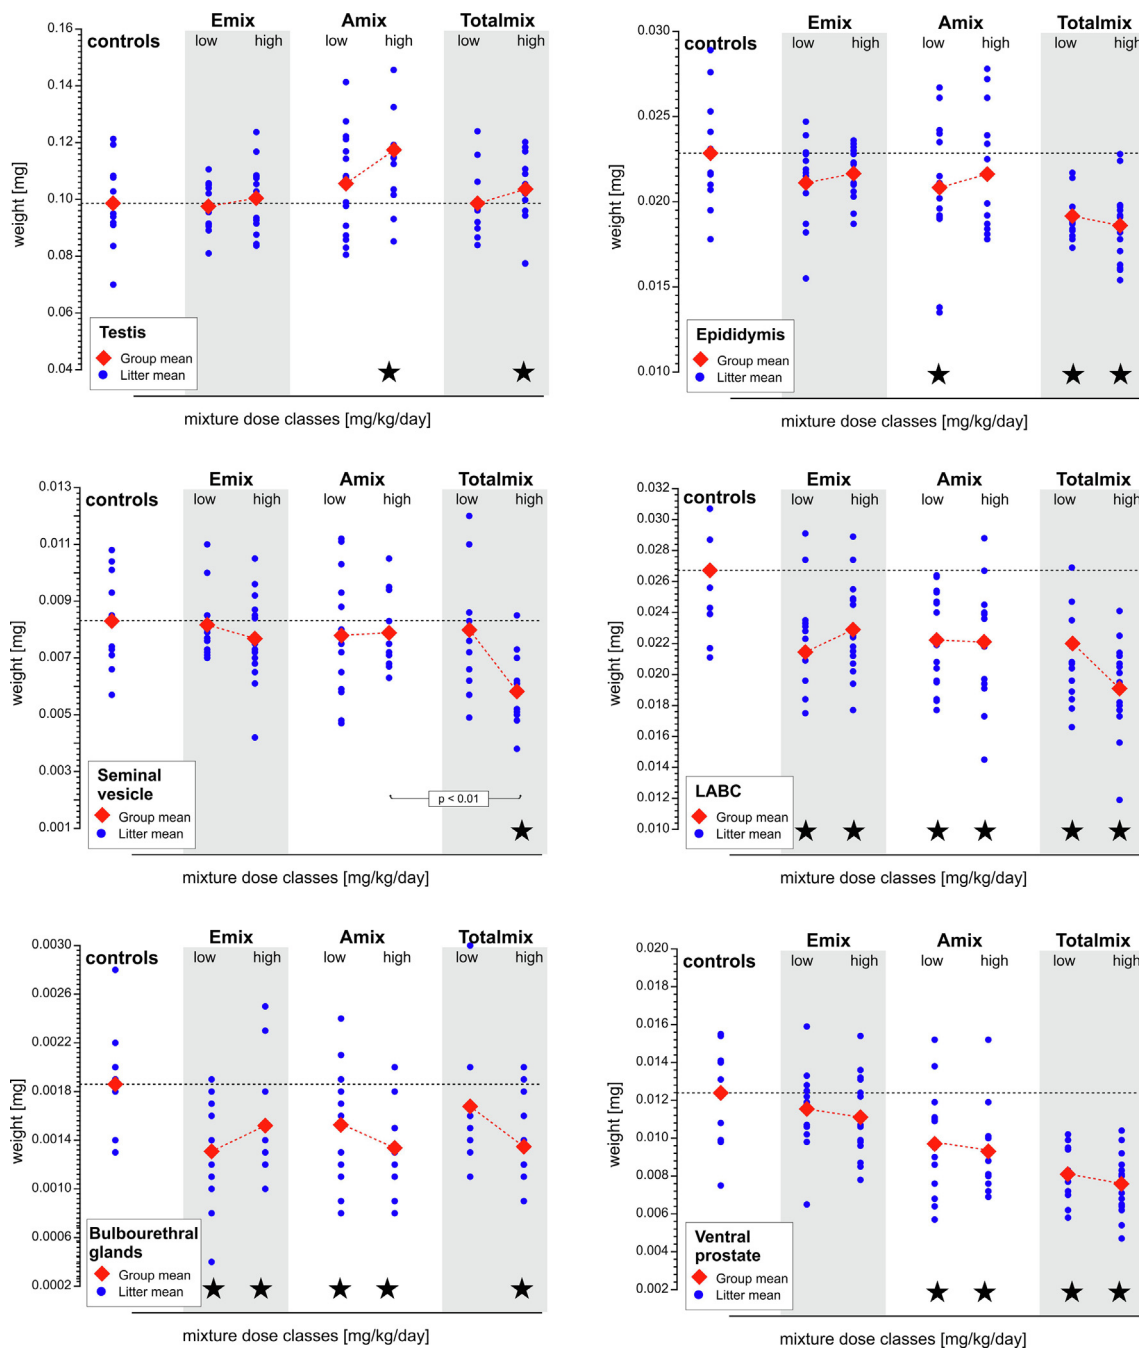 Emix Amix Totalmix
controls low high low high low high
0.16
0.14
0.12
0.10
0.08
0.06
0.04
weight [mg]
Testis
Group mean
Litter mean
mixture dose classes [mg/kg/day]
Emix Amix Totalmix
controls low high low high low high
0.030
0.025
0.020
0.015
0.010
weight [mg]
Epididymis
Group mean
Litter mean
mixture dose classes [mg/kg/day]
Emix Amix Totalmix
controls low high low high low high
0.013
0.011
0.009
0.007
0.005
0.003
0.001
weight [mg]
Seminal
vesicle
Group mean
Litter mean
p < 0.01
mixture dose classes [mg/kg/day]
Emix Amix Totalmix
controls low high low high low high
0.032
0.030
0.028
0.026
0.024
0.022
0.020
0.018
0.016
0.014
0.012
0.010
weight [mg]
LABC
Group mean
Litter mean
mixture dose classes [mg/kg/day]
Emix Amix Totalmix
controls low high low high low high
0.0030
0.0026
0.0022
0.0018
0.0014
0.0010
0.0006
0.0002
weight [mg]
Bulbourethral
glands
Group mean
Litter mean
mixture dose classes [mg/kg/day]
Emix Amix Totalmix
controls low high low high low high
0.020
0.018
0.016
0.014
0.012
0.010
0.008
0.006
0.004
0.002
weight [mg]
Ventral
prostate
Group mean
Litter mean
mixture dose classes [mg/kg/day]